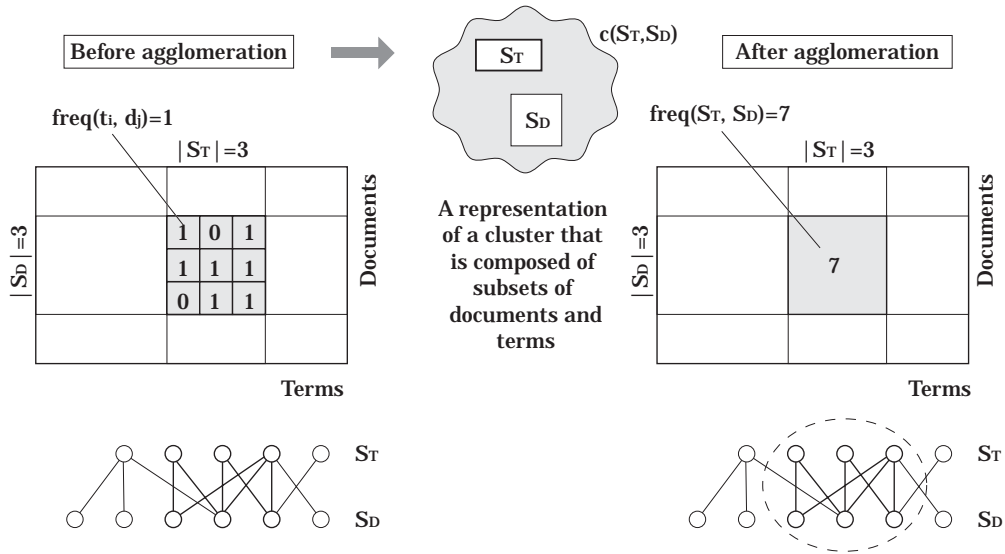 Before agglomeration
freq(ti, dj)=1
|ST|=3
|SD|=3
1 0 1
1 1 1
0 1 1
Documents
Terms
ST
SD
c(ST,SD)
ST
SD
A representation
of a cluster that
is composed of
subsets of
documents and
terms
After agglomeration
freq(ST, SD)=7
|ST|=3
|SD|=3
7
Documents
Terms
ST
SD